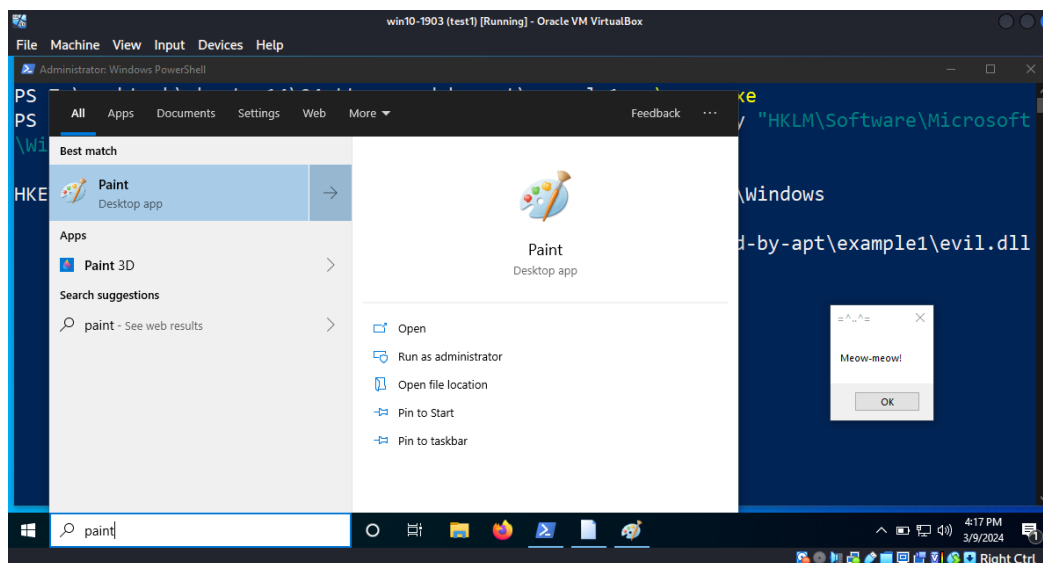 win10-1903 (test1) [Running] - Oracle VM VirtualBox
File Machine View Input Devices Help
Administrator: Windows PowerShell
PS
xe
PS
y "HKLM\Software\Microsoft
\Wi
HKE
\Windows
d-by-apt\example1\evil.dll
All Apps Documents Settings Web More Feedback ...
Best match
Paint
Desktop app
Apps
Paint 3D
Search suggestions
paint - See web results
Paint
Desktop app
Open
Run as administrator
Open file location
Pin to Start
Pin to taskbar
=^..^=
Meow-meow!
OK
paint
4:17 PM
3/9/2024
1
Right Ctrl